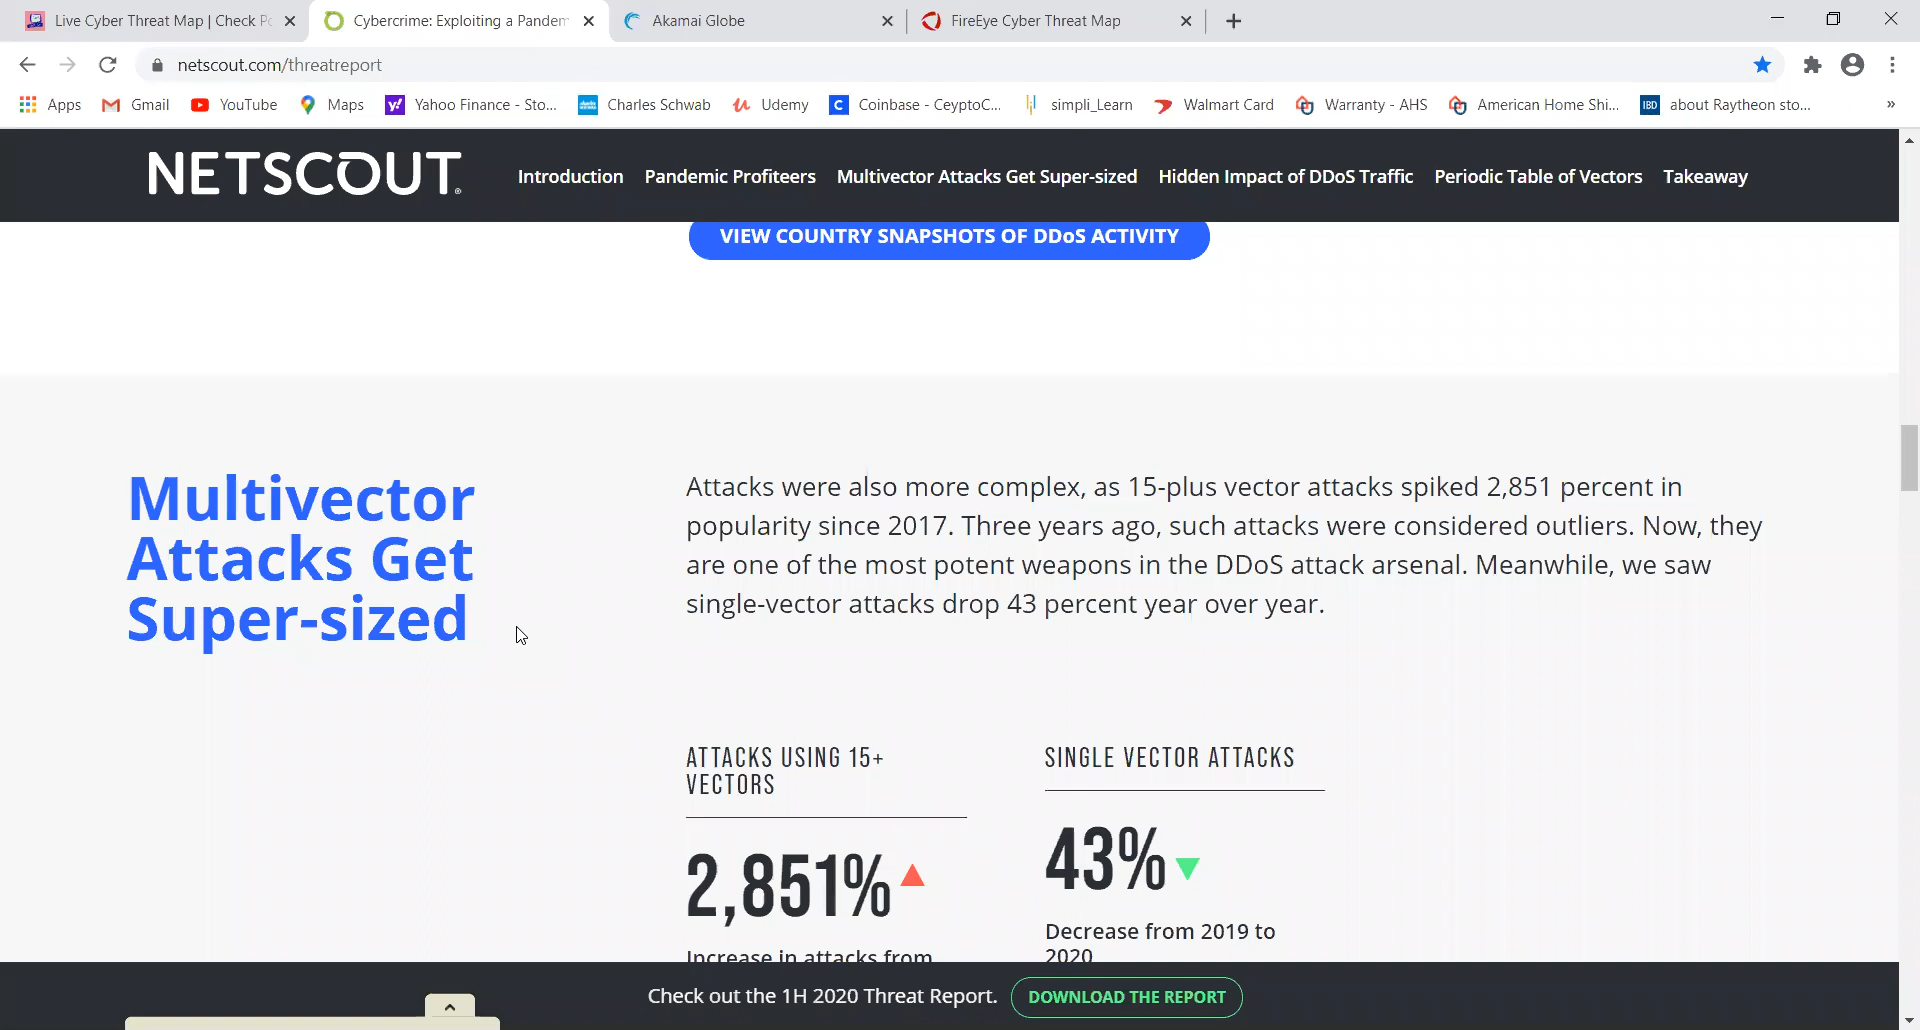 Live Cyber Threat Map | Check Po
Cybercrime: Exploiting a Pandem
Akamai Globe
FireEye Cyber Threat Map
netscout.com/threatreport
Apps
Gmail
YouTube
Maps
Yahoo Finance - Sto...
Charles Schwab
Udemy
Coinbase - CeyptoC...
simpli_Learn
Walmart Card
Warranty - AHS
American Home Shi...
IBD
about Raytheon sto...
»
NETSCOUT.
Introduction
Pandemic Profiteers
Multivector Attacks Get Super-sized
Hidden Impact of DDoS Traffic
Periodic Table of Vectors
Takeaway
VIEW COUNTRY SNAPSHOTS OF DDoS ACTIVITY
Multivector
Attacks Get
Super-sized
Attacks were also more complex, as 15-plus vector attacks spiked 2,851 percent in
popularity since 2017. Three years ago, such attacks were considered outliers. Now, they
are one of the most potent weapons in the DDoS attack arsenal. Meanwhile, we saw
single-vector attacks drop 43 percent year over year.
ATTACKS USING 15+
VECTORS
2,851%
Increase in attacks from
SINGLE VECTOR ATTACKS
43%
Decrease from 2019 to
2020
Check out the 1H 2020 Threat Report.
DOWNLOAD THE REPORT